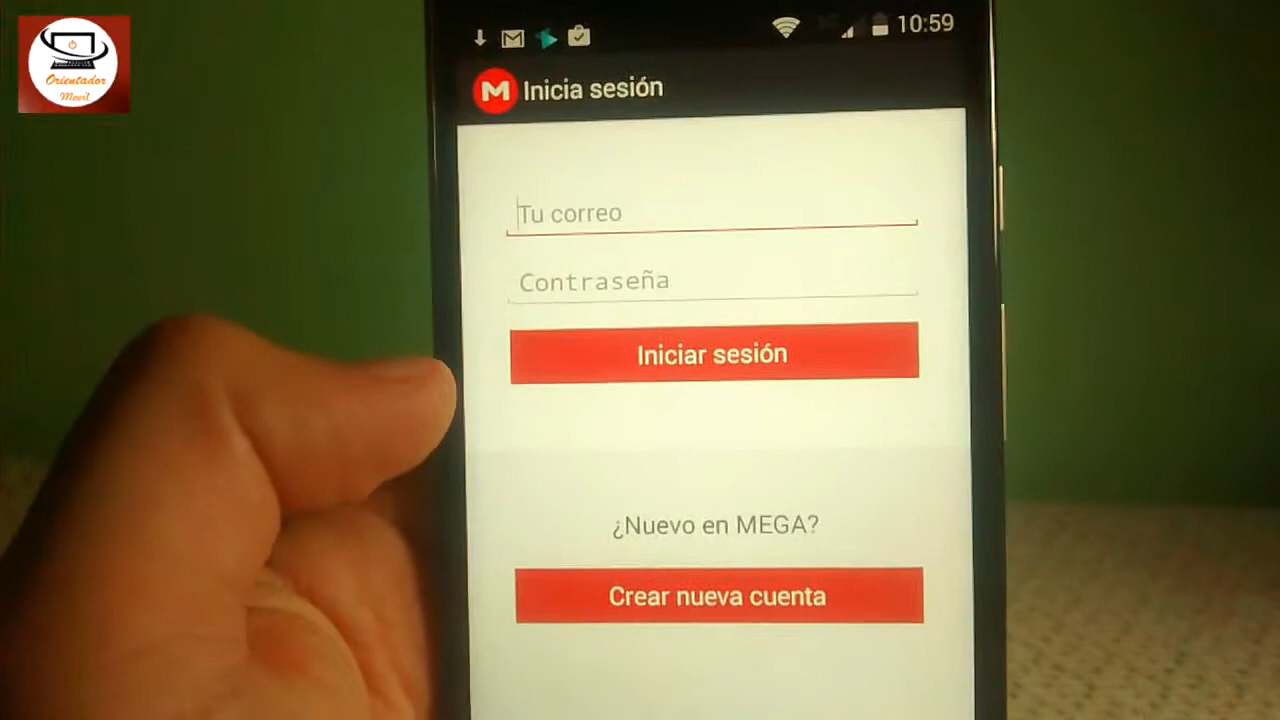 Orientador
Movil
10:59
M Inicia sesión
Tu correo
Contraseña
Iniciar sesión
¿Nuevo en MEGA?
Crear nueva cuenta